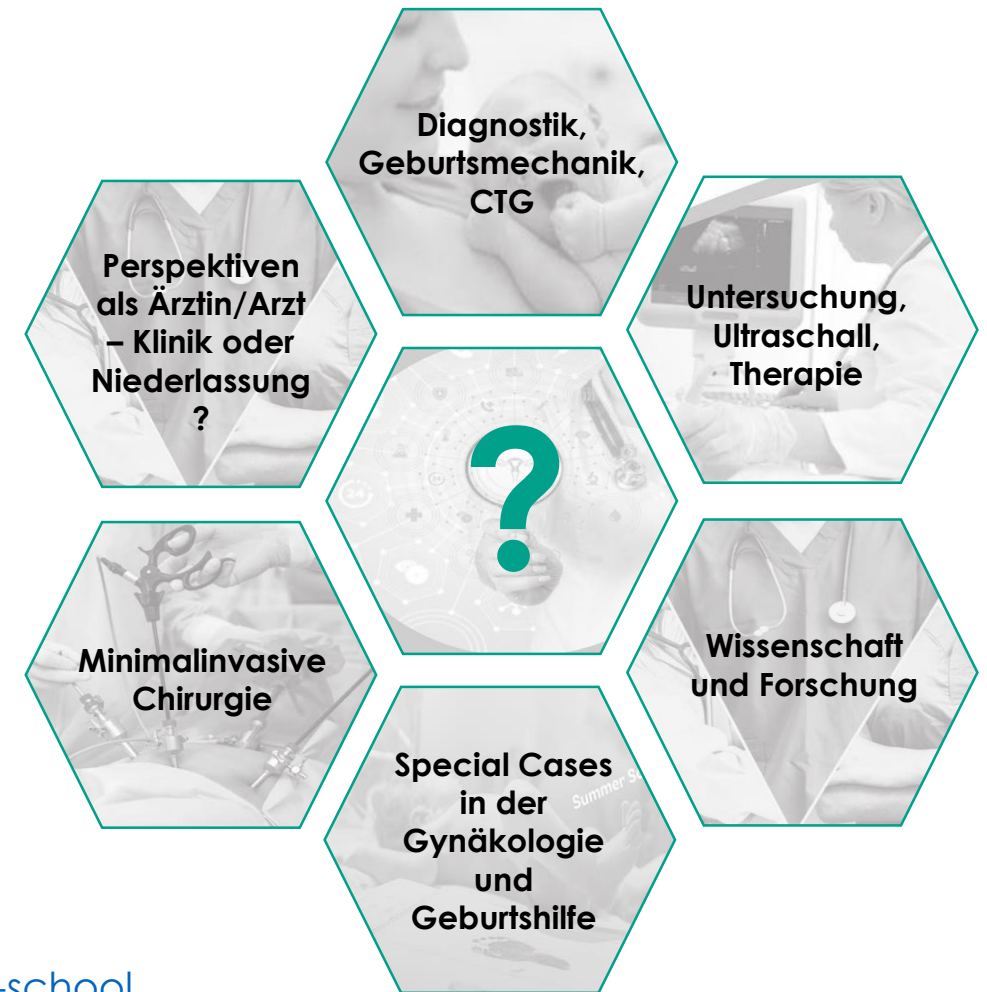 Diagnostik,
Geburtsmechanik,
CTG
Perspektiven
als Ärztin/Arzt
– Klinik oder
Niederlassung
?
Untersuchung,
Ultraschall,
Therapie
?
Minimalinvasive
Chirurgie
Wissenschaft
und Forschung
Special Cases
in der
Gynäkologie
und
Geburtshilfe
Summer
-school